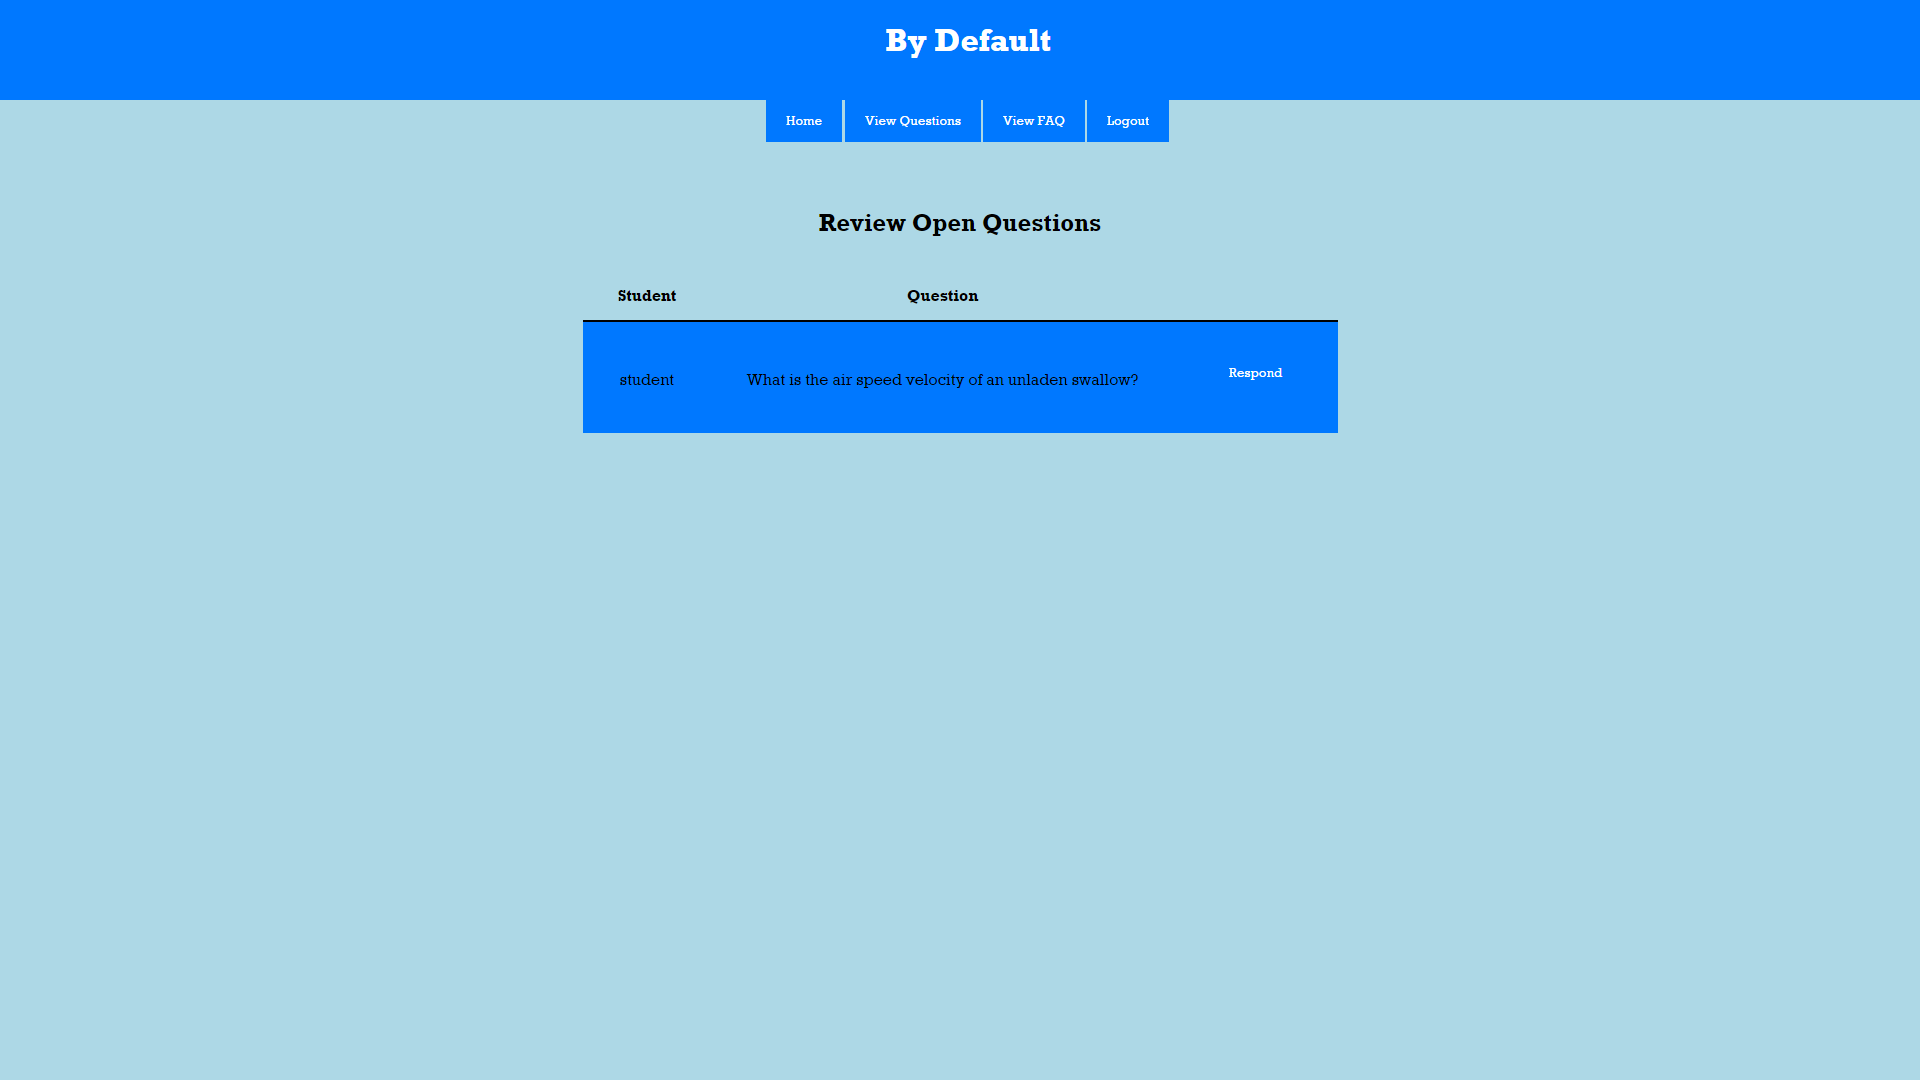 By Default
Home View Questions View FAQ Logout
Review Open Questions
Student Question
student What is the air speed velocity of an unladen swallow? Respond